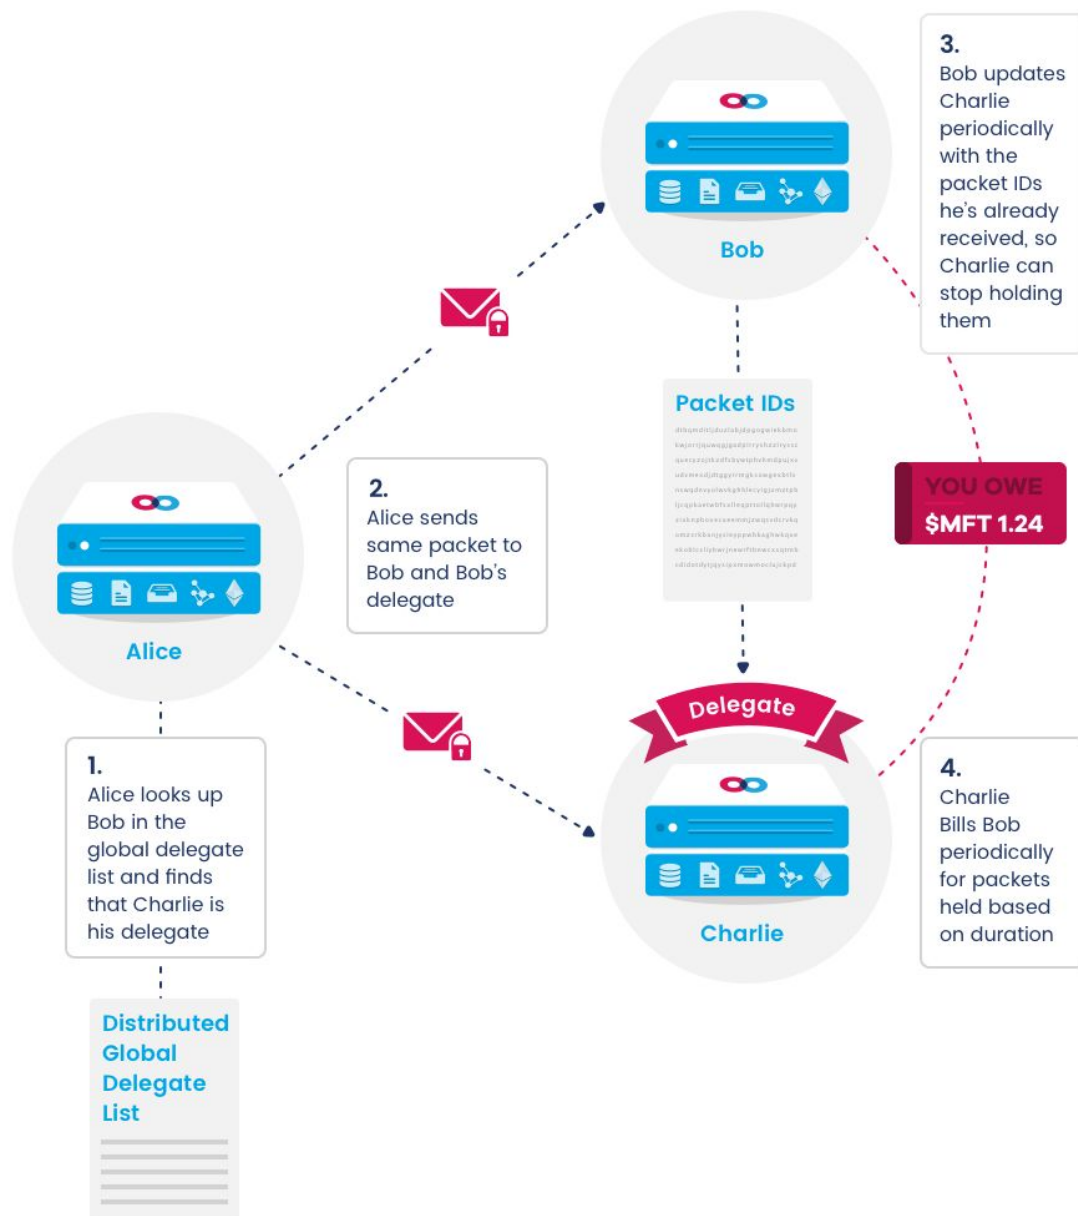 3.
Bob updates
Charlie
periodically
with the
packet IDs
he's already
received, so
Charlie can
stop holding
them
Bob
Packet IDs
YOU OWE
$MFT 1.24
2.
Alice sends
same packet to
Bob and Bob's
delegate
Alice
Delegate
1.
Alice looks up
Bob in the
global delegate
list and finds
that Charlie is
his delegate
4.
Charlie
Bills Bob
periodically
for packets
held based
on duration
Charlie
Distributed
Global
Delegate
List